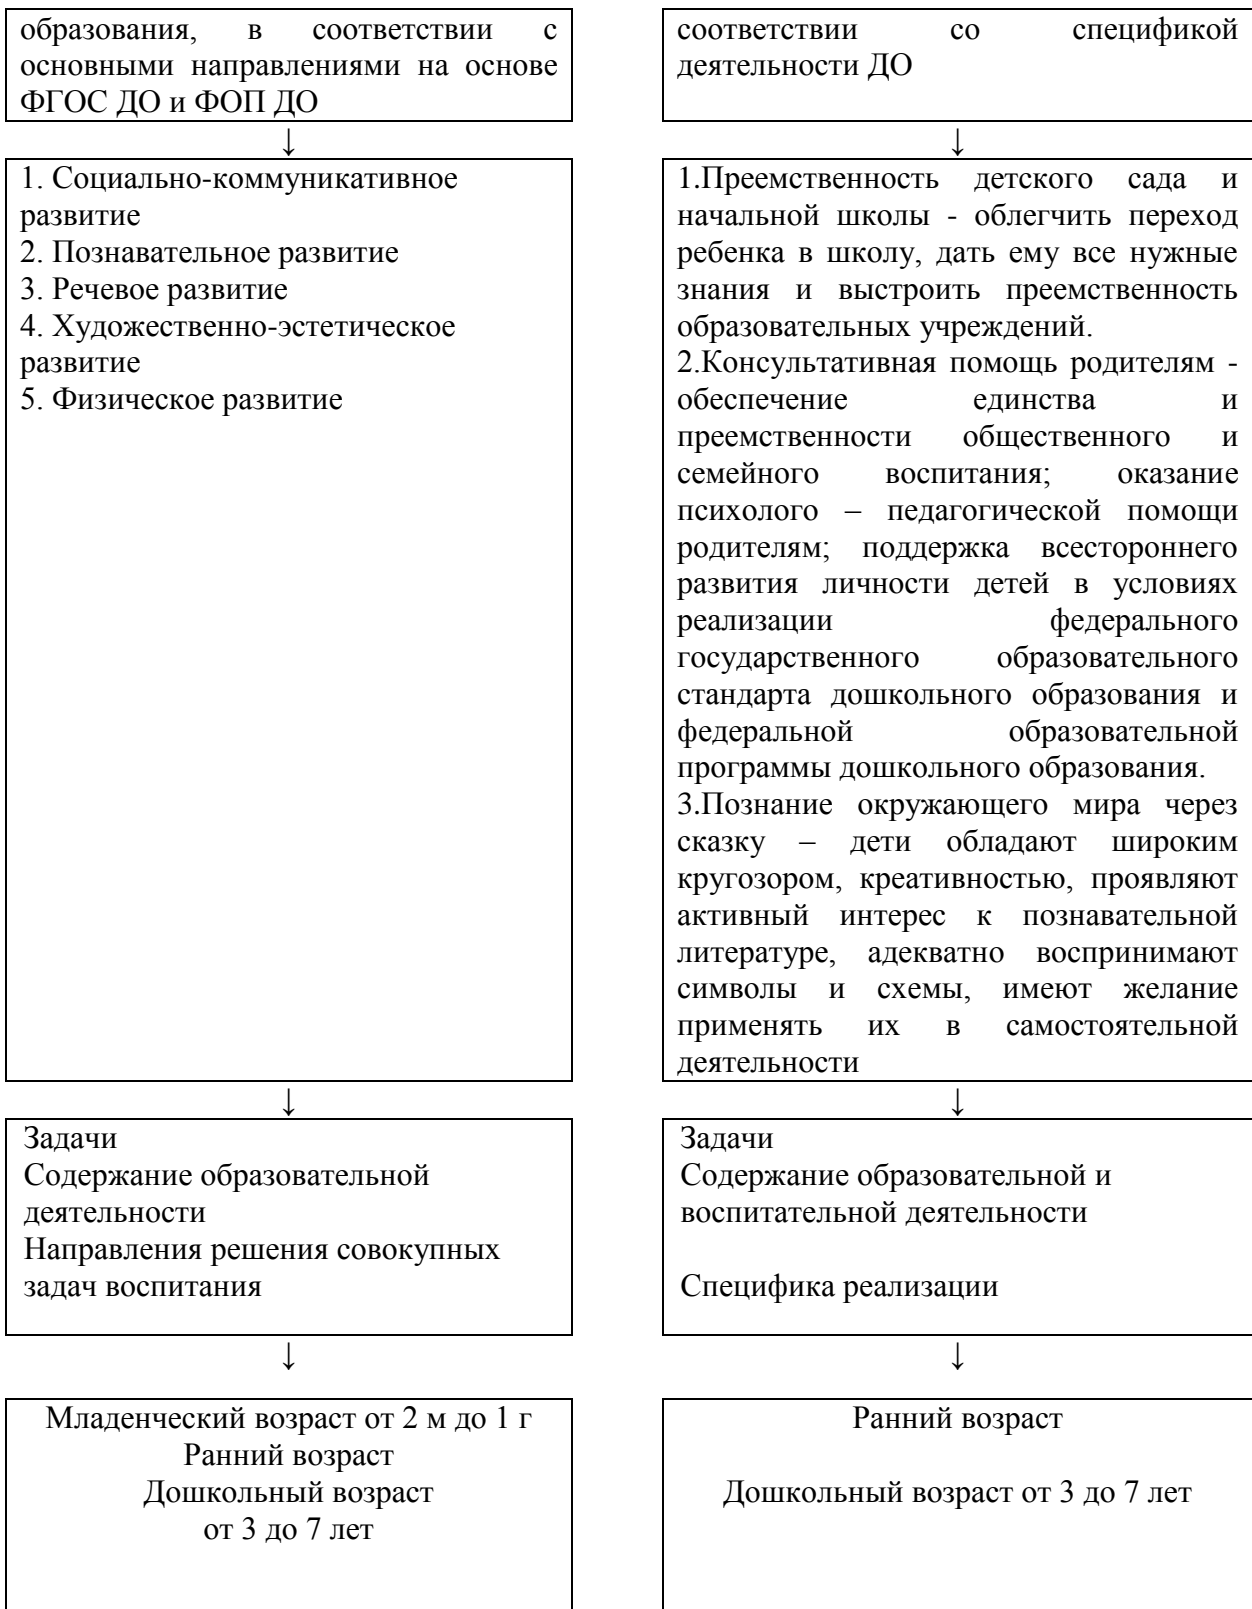 образования, в соответствии с
основными направлениями на основе
ФГОС ДО и ФОП ДО
соответствии со спецификой
деятельности ДО
↓
↓
1. Социально-коммуникативное
развитие
2. Познавательное развитие
3. Речевое развитие
4. Художественно-эстетическое
развитие
5. Физическое развитие
1.Преемственность детского сада и
начальной школы - облегчить переход
ребенка в школу, дать ему все нужные
знания и выстроить преемственность
образовательных учреждений.
2.Консультативная помощь родителям -
обеспечение единства и
преемственности общественного и
семейного воспитания; оказание
психолого – педагогической помощи
родителям; поддержка всестороннего
развития личности детей в условиях
реализации федерального
государственного образовательного
стандарта дошкольного образования и
федеральной образовательной
программы дошкольного образования.
3.Познание окружающего мира через
сказку – дети обладают широким
кругозором, креативностью, проявляют
активный интерес к познавательной
литературе, адекватно воспринимают
символы и схемы, имеют желание
применять их в самостоятельной
деятельности
↓
↓
Задачи
Содержание образовательной
деятельности
Направления решения совокупных
задач воспитания
Задачи
Содержание образовательной и
воспитательной деятельности
Специфика реализации
↓
↓
Младенческий возраст от 2 м до 1 г
Ранний возраст
Дошкольный возраст
от 3 до 7 лет
Ранний возраст
Дошкольный возраст от 3 до 7 лет